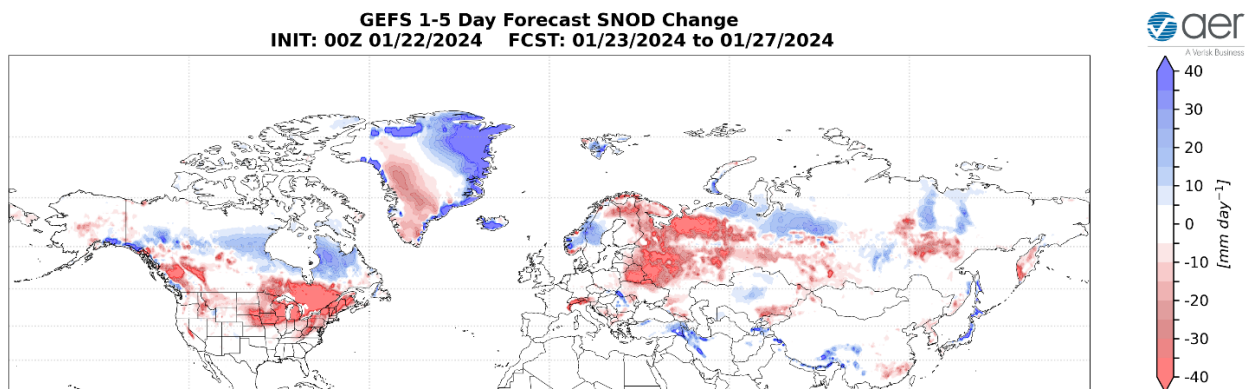 GEFS 1-5 Day Forecast SNOD Change
INIT: 00Z 01/22/2024 FCST: 01/23/2024 to 01/27/2024
aer
A Verisk Business
40
30
20
10
0
-10
-20
-30
-40
[mm day⁻¹]